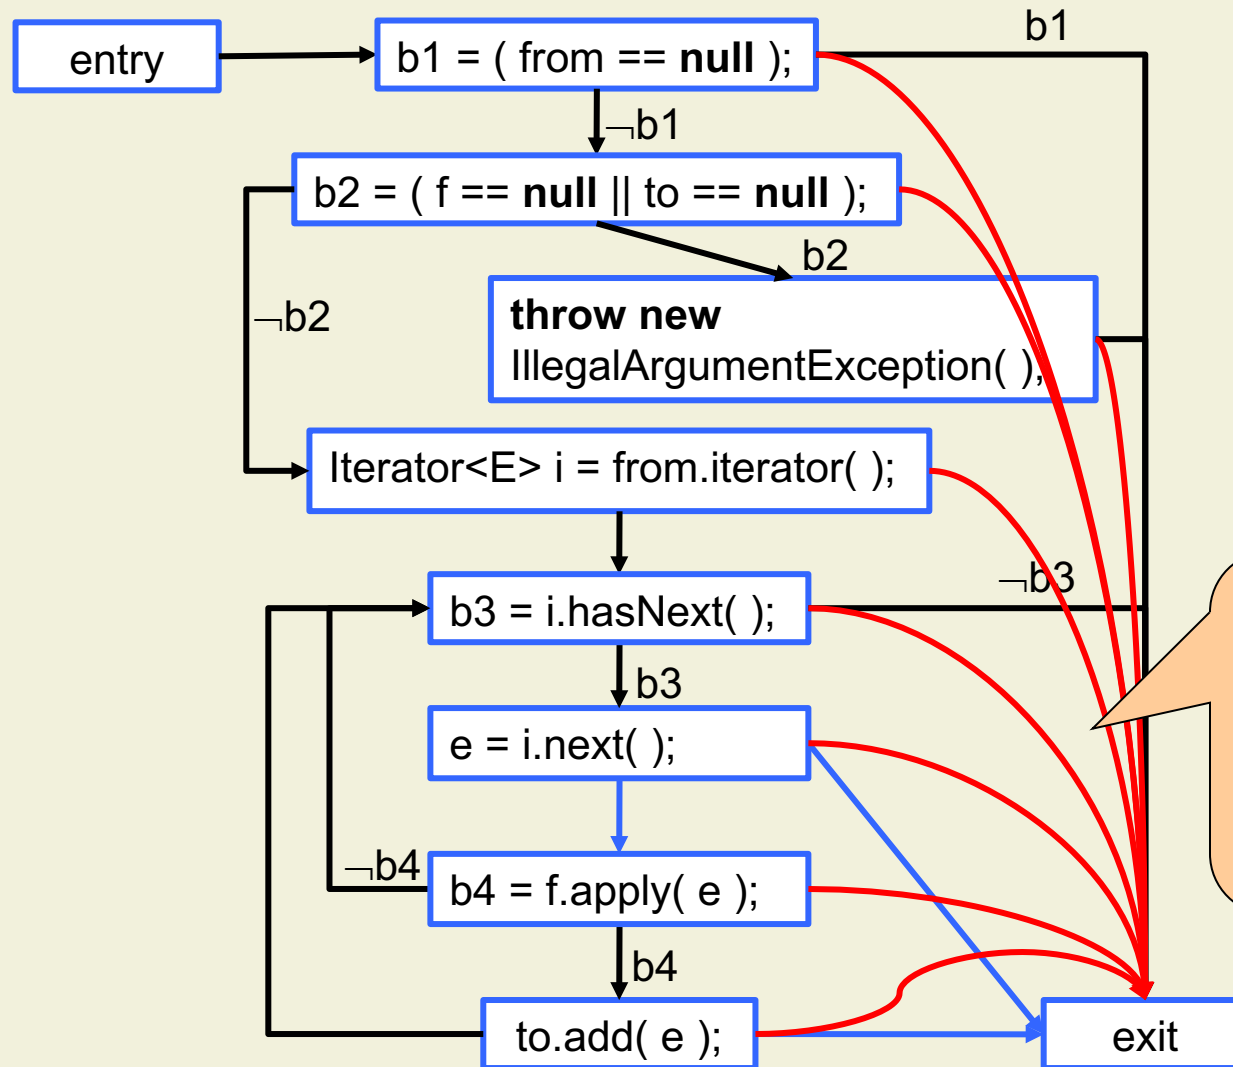 b1
entry
b1 = ( from == null );
¬b1
b2 = ( f == null || to == null );
b2
¬b2
throw new
IllegalArgumentException( );
Iterator<E> i = from.iterator( );
¬b3
b3 = i.hasNext( );
b3
e = i.next( );
¬b4
b4 = f.apply( e );
b4
to.add( e );
exit